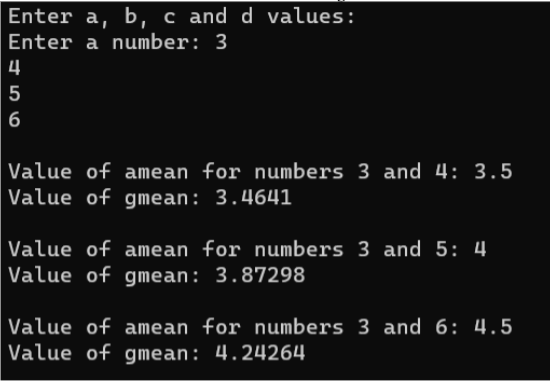 Enter a, b, c and d values:
Enter a number: 3
4
5
6
Value of amean for numbers 3 and 4: 3.5
Value of gmean: 3.4641
Value of amean for numbers 3 and 5: 4
Value of gmean: 3.87298
Value of amean for numbers 3 and 6: 4.5
Value of gmean: 4.24264